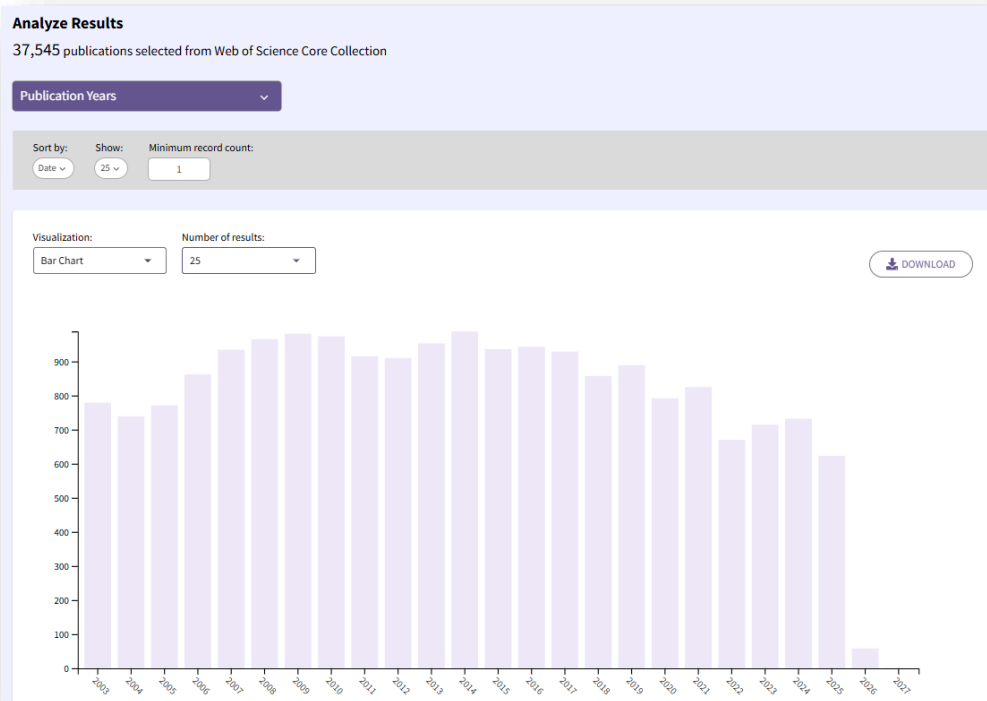 Analyze Results
37,545 publications selected from Web of Science Core Collection
Publication Years
Sort by: Show: Minimum record count:
Date 25 1
Visualization: Number of results:
Bar Chart 25
DOWNLOAD
900
800
700
600
500
400
300
200
100
0
2003 2004 2005 2006 2007 2008 2009 2010 2011 2012 2013 2014 2015 2016 2017 2018 2019 2020 2021 2022 2023 2024 2025 2026 2027